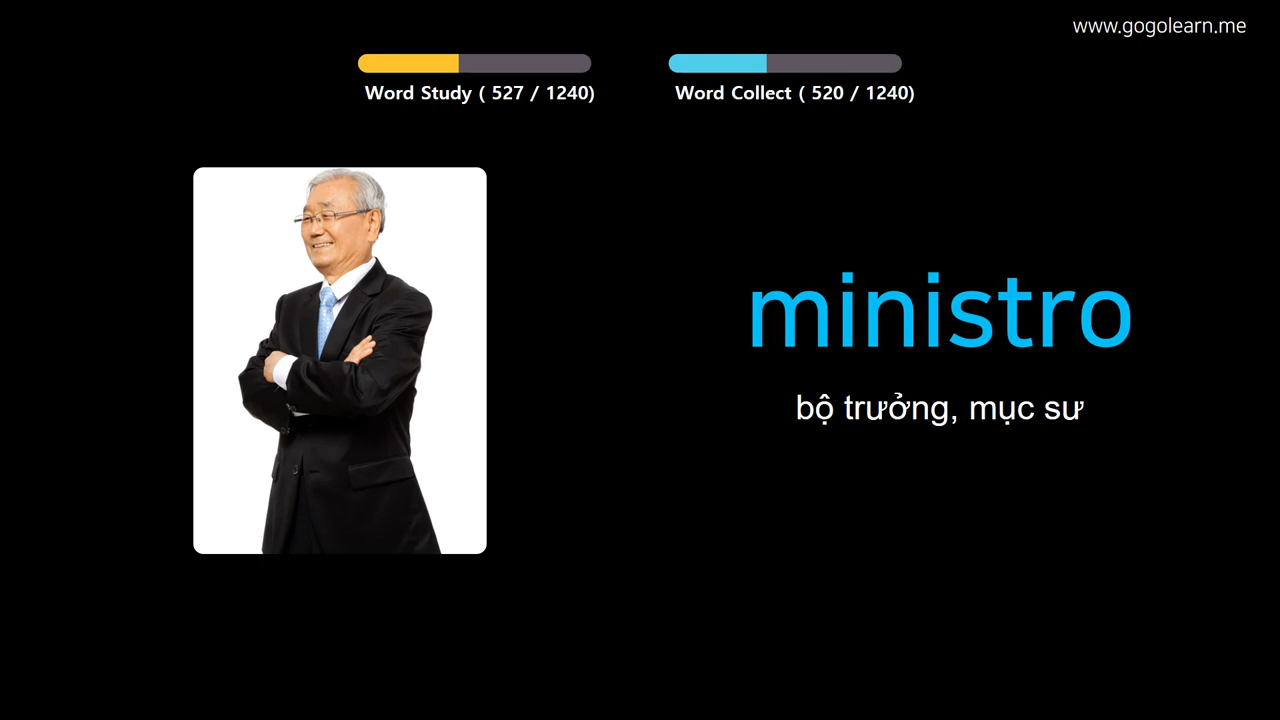 www.gogolearn.me
Word Study ( 527 / 1240)
Word Collect ( 520 / 1240)
ministro
bộ trưởng, mục sư